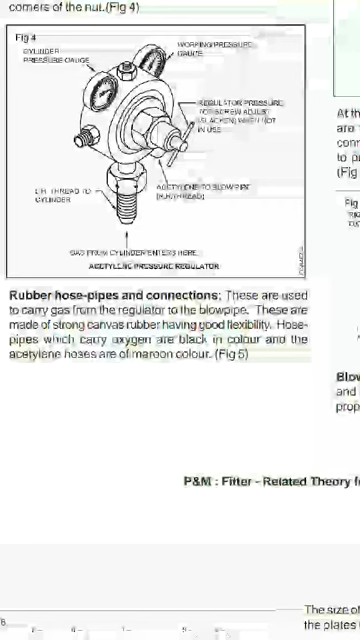 corners of the nut.(Fig 4)
Fig 4
CYLINDER
PRESSURE GAUGE
WORKING PRESSURE
GAUGE
REGULATOR PRESSURE
TO SCREW ADJUST
(SLACKEN) WHEN NOT
IN USE
ACETYLENE TO BLOW PIPE
L.H. THREAD TO
CYLINDER
GAS FROM CYLINDER ENTERS HERE
ACETYLENE PRESSURE REGULATOR
Rubber hose-pipes and connections: These are used
to carry gas from the regulator to the blowpipe. These are
made of strong canvas rubber having good flexibility. Hose-
pipes which carry oxygen are black in colour and the
acetylene hoses are of maroon colour. (Fig 5)
At th
are
conn
to p
(Fig
Fig
Blow
and
prop
P&M : Fitter - Related Theory f
The size of
the plates